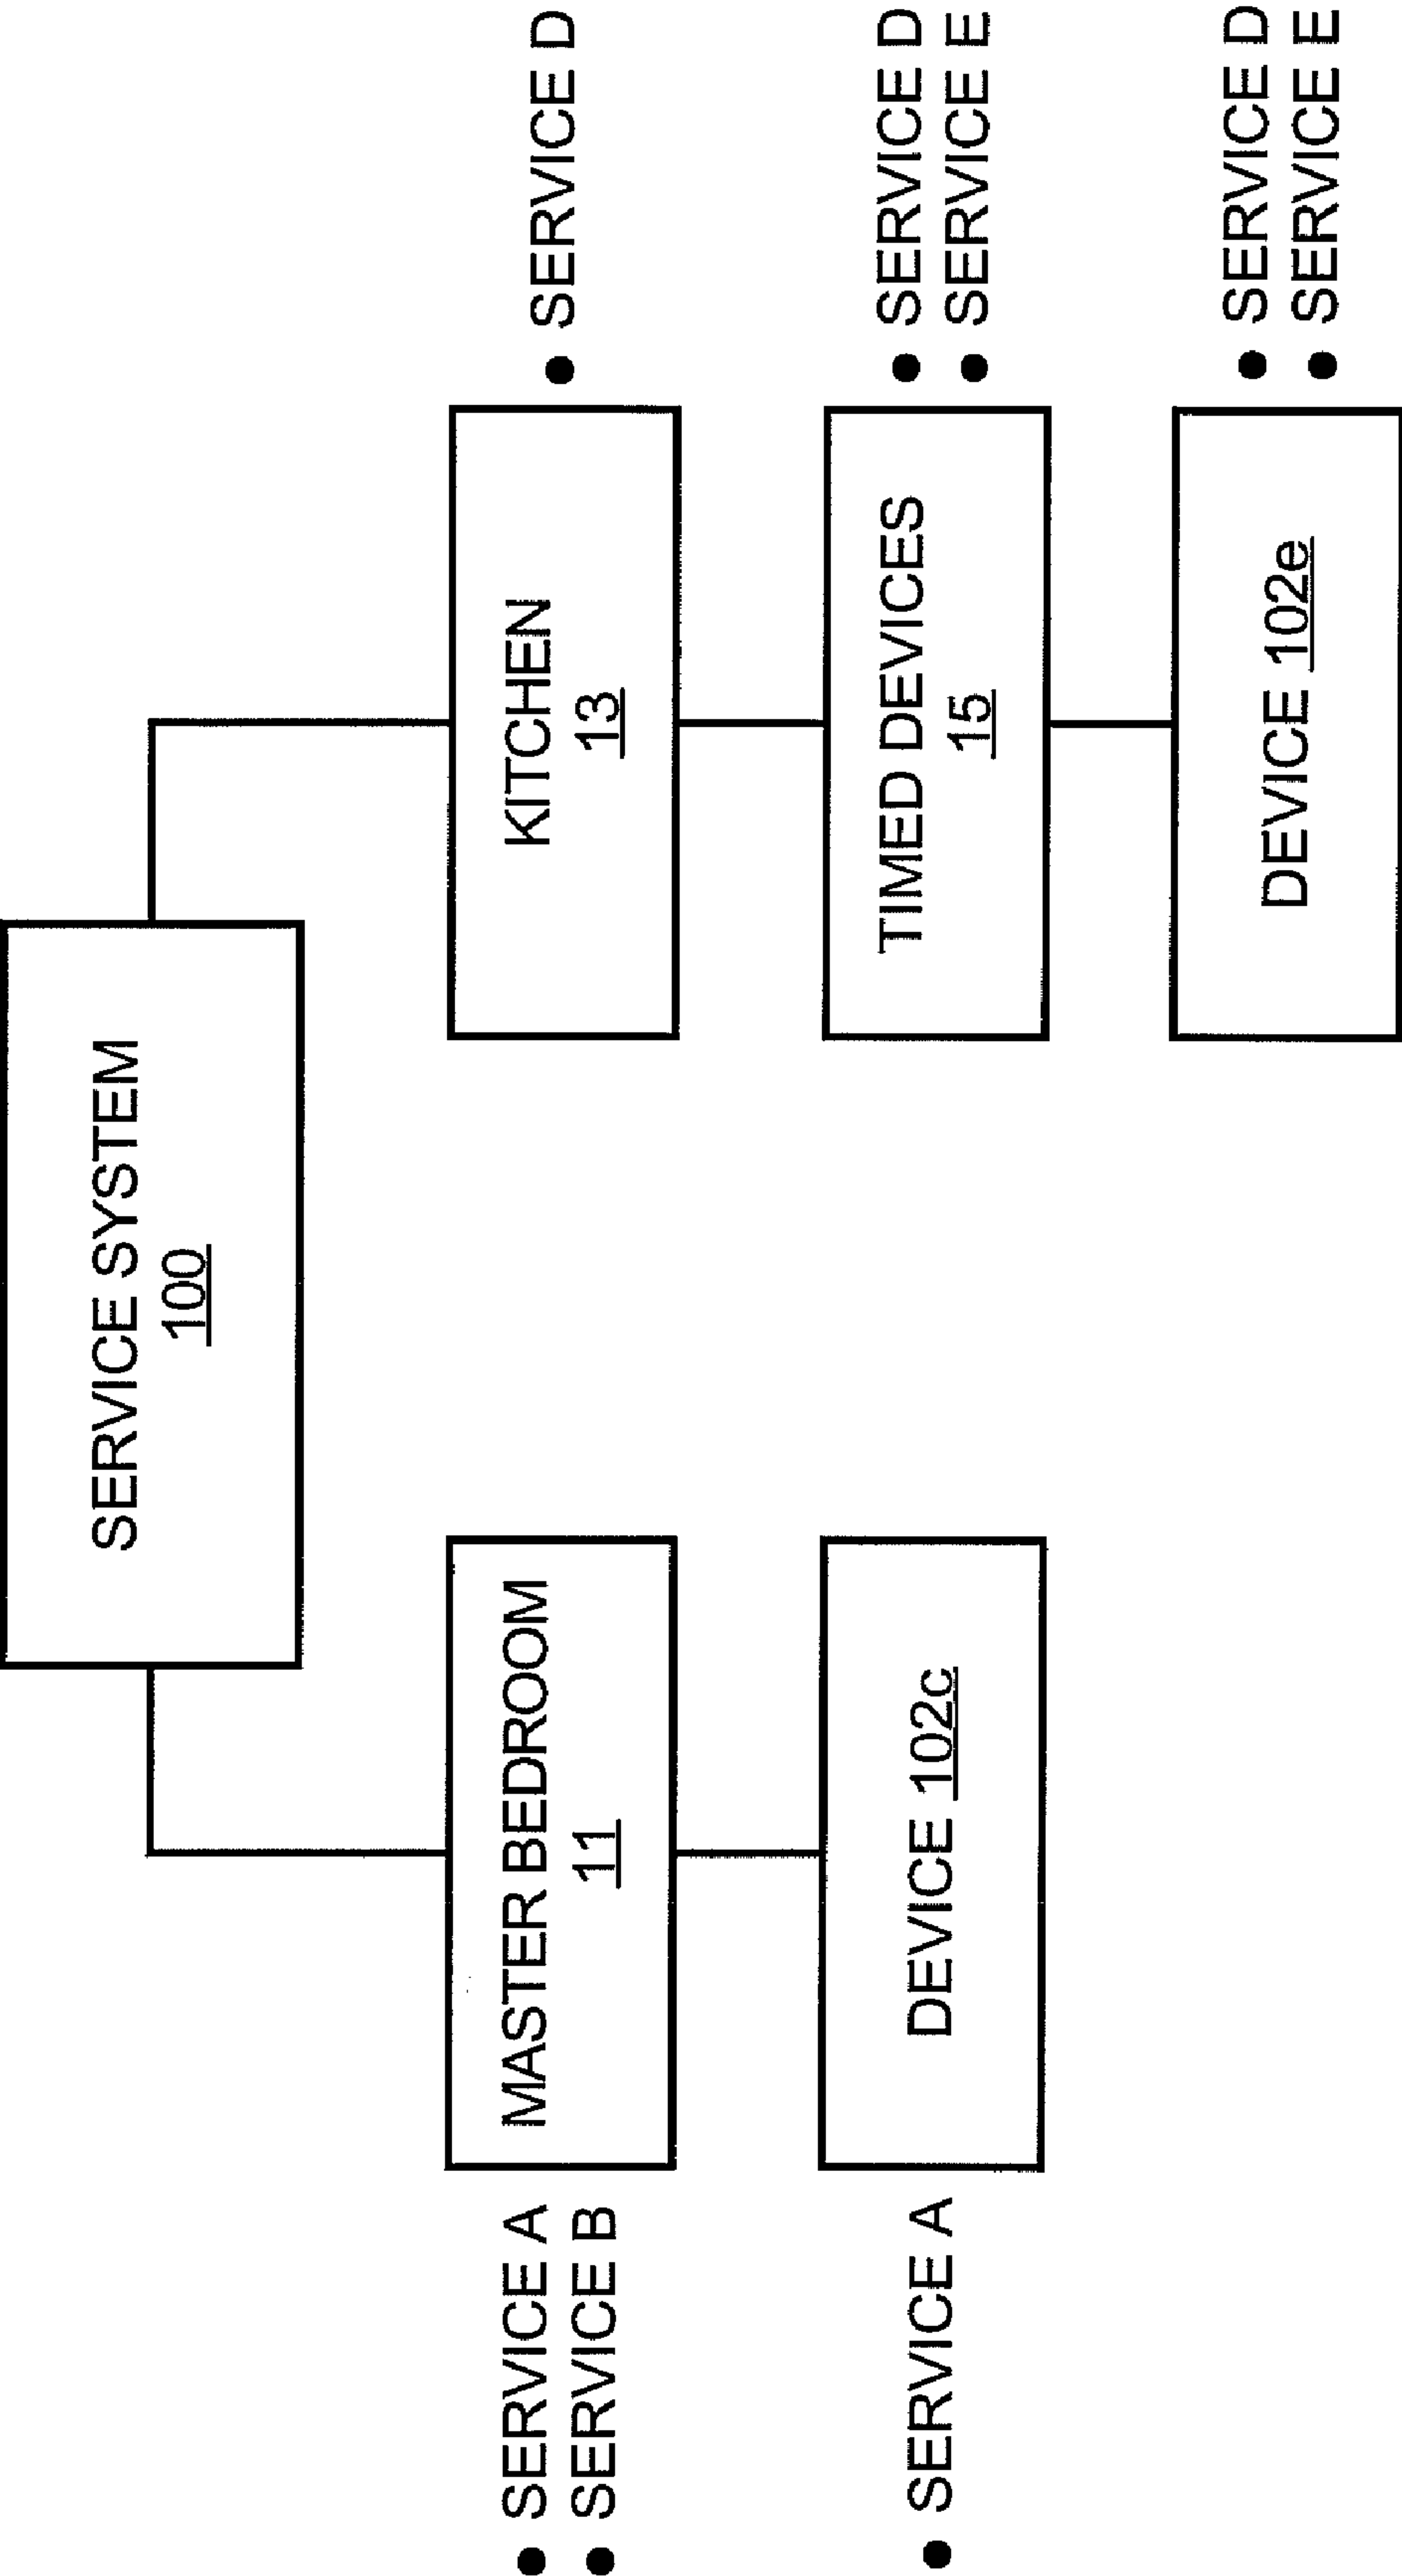 SERVICE SYSTEM
100
• SERVICE A
• SERVICE B
MASTER BEDROOM
11
KITCHEN
13
• SERVICE D
• SERVICE A
DEVICE 102c
TIMED DEVICES
15
• SERVICE D
• SERVICE E
DEVICE 102e
• SERVICE D
• SERVICE E